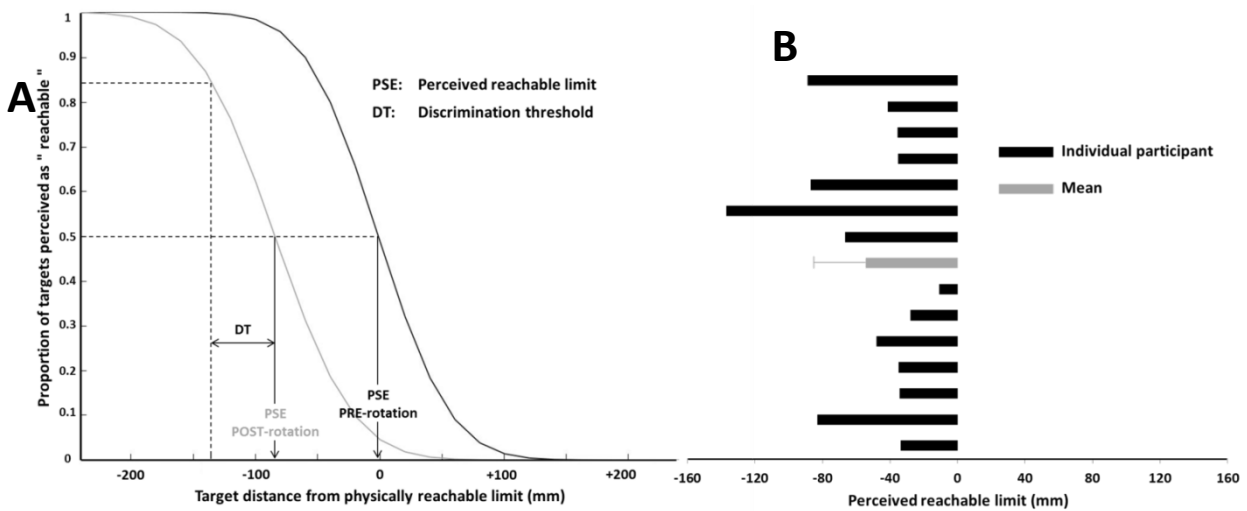 A
Proportion of targets perceived as " reachable "
1
0.9
0.8
0.7
0.6
0.5
0.4
0.3
0.2
0.1
0
PSE: Perceived reachable limit
DT: Discrimination threshold
DT
PSE
POST-rotation
PSE
PRE-rotation
-200
-100
0
+100
+200
Target distance from physically reachable limit (mm)
B
Individual participant
Mean
-160
-120
-80
-40
0
40
80
120
160
Perceived reachable limit (mm)